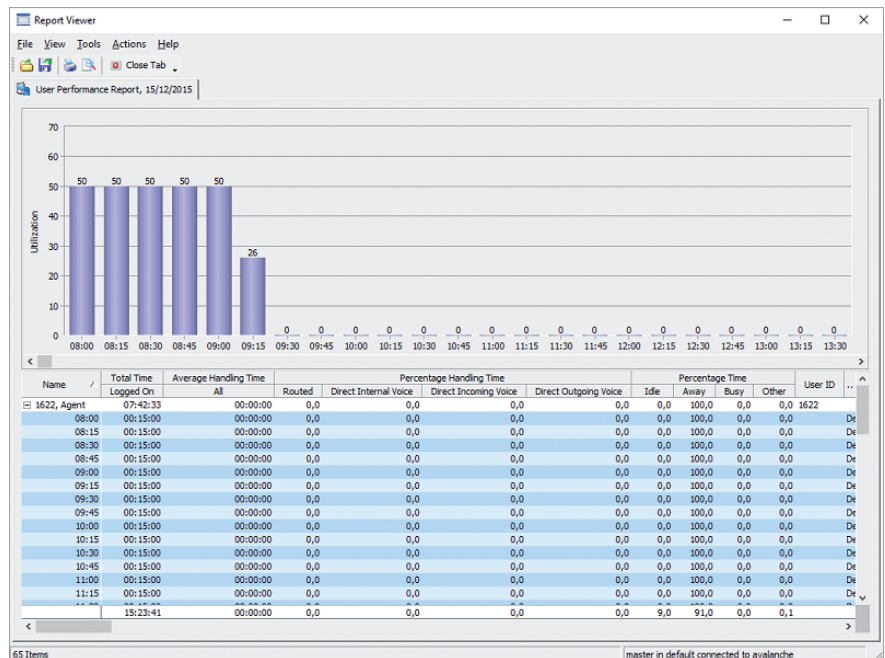 Report Viewer
File View Tools Actions Help
Close Tab
User Performance Report, 15/12/2015
70
60
50
40
30
20
10
0
Utilization
50 50 50 50 50 26 0 0 0 0 0 0 0 0 0 0 0 0 0 0 0 0 0
08:00 08:15 08:30 08:45 09:00 09:15 09:30 09:45 10:00 10:15 10:30 10:45 11:00 11:15 11:30 11:45 12:00 12:15 12:30 12:45 13:00 13:15 13:30
Name / Total Time Average Handling Time Percentage Handling Time Percentage Time User ID ..
Logged On All Routed Direct Internal Voice Direct Incoming Voice Direct Outgoing Voice Idle Away Busy Other
1622, Agent 07:42:33 00:00:00 0,0 0,0 0,0 0,0 0,0 100,0 0,0 0,0 1622
08:00 00:15:00 00:00:00 0,0 0,0 0,0 0,0 0,0 100,0 0,0 0,0 De
08:15 00:15:00 00:00:00 0,0 0,0 0,0 0,0 0,0 100,0 0,0 0,0 De
08:30 00:15:00 00:00:00 0,0 0,0 0,0 0,0 0,0 100,0 0,0 0,0 De
08:45 00:15:00 00:00:00 0,0 0,0 0,0 0,0 0,0 100,0 0,0 0,0 De
09:00 00:15:00 00:00:00 0,0 0,0 0,0 0,0 0,0 100,0 0,0 0,0 De
09:15 00:15:00 00:00:00 0,0 0,0 0,0 0,0 0,0 100,0 0,0 0,0 De
09:30 00:15:00 00:00:00 0,0 0,0 0,0 0,0 0,0 100,0 0,0 0,0 De
09:45 00:15:00 00:00:00 0,0 0,0 0,0 0,0 0,0 100,0 0,0 0,0 De
10:00 00:15:00 00:00:00 0,0 0,0 0,0 0,0 0,0 100,0 0,0 0,0 De
10:15 00:15:00 00:00:00 0,0 0,0 0,0 0,0 0,0 100,0 0,0 0,0 De
10:30 00:15:00 00:00:00 0,0 0,0 0,0 0,0 0,0 100,0 0,0 0,0 De
10:45 00:15:00 00:00:00 0,0 0,0 0,0 0,0 0,0 100,0 0,0 0,0 De
11:00 00:15:00 00:00:00 0,0 0,0 0,0 0,0 0,0 100,0 0,0 0,0 De
11:15 00:15:00 00:00:00 0,0 0,0 0,0 0,0 0,0 100,0 0,0 0,0 De
15:23:41 00:00:00 0,0 0,0 0,0 0,0 9,0 91,0 0,0 0,1
65 Items master in default connected to avalanche